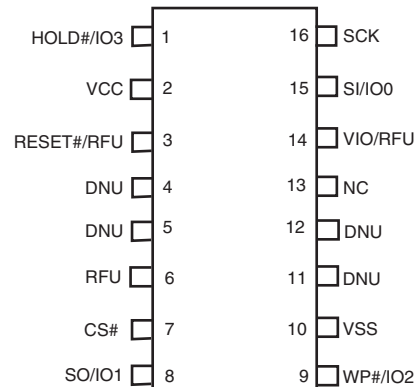 HOLD#/IO3 1 16 SCK
VCC 2 15 SI/IO0
RESET#/RFU 3 14 VIO/RFU
DNU 4 13 NC
DNU 5 12 DNU
RFU 6 11 DNU
CS# 7 10 VSS
SO/IO1 8 9 WP#/IO2